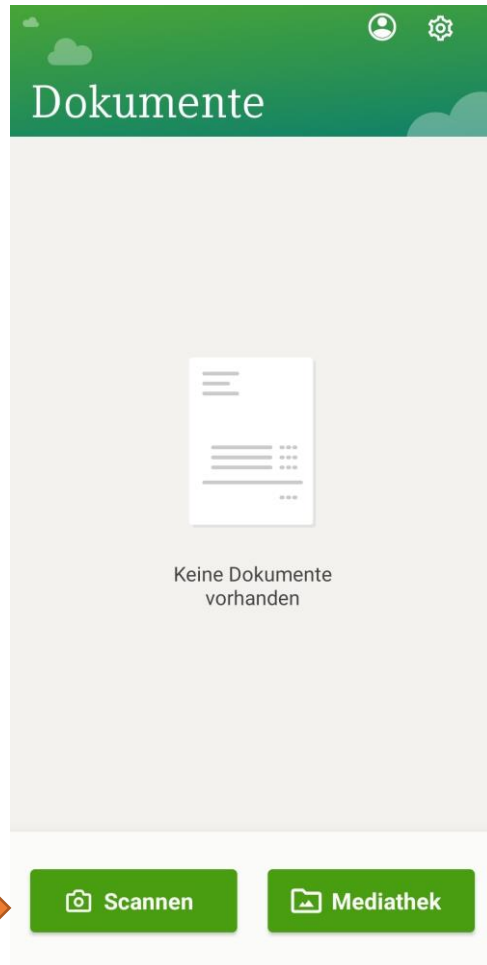 Dokumente
Keine Dokumente
vorhanden
Scannen
Mediathek